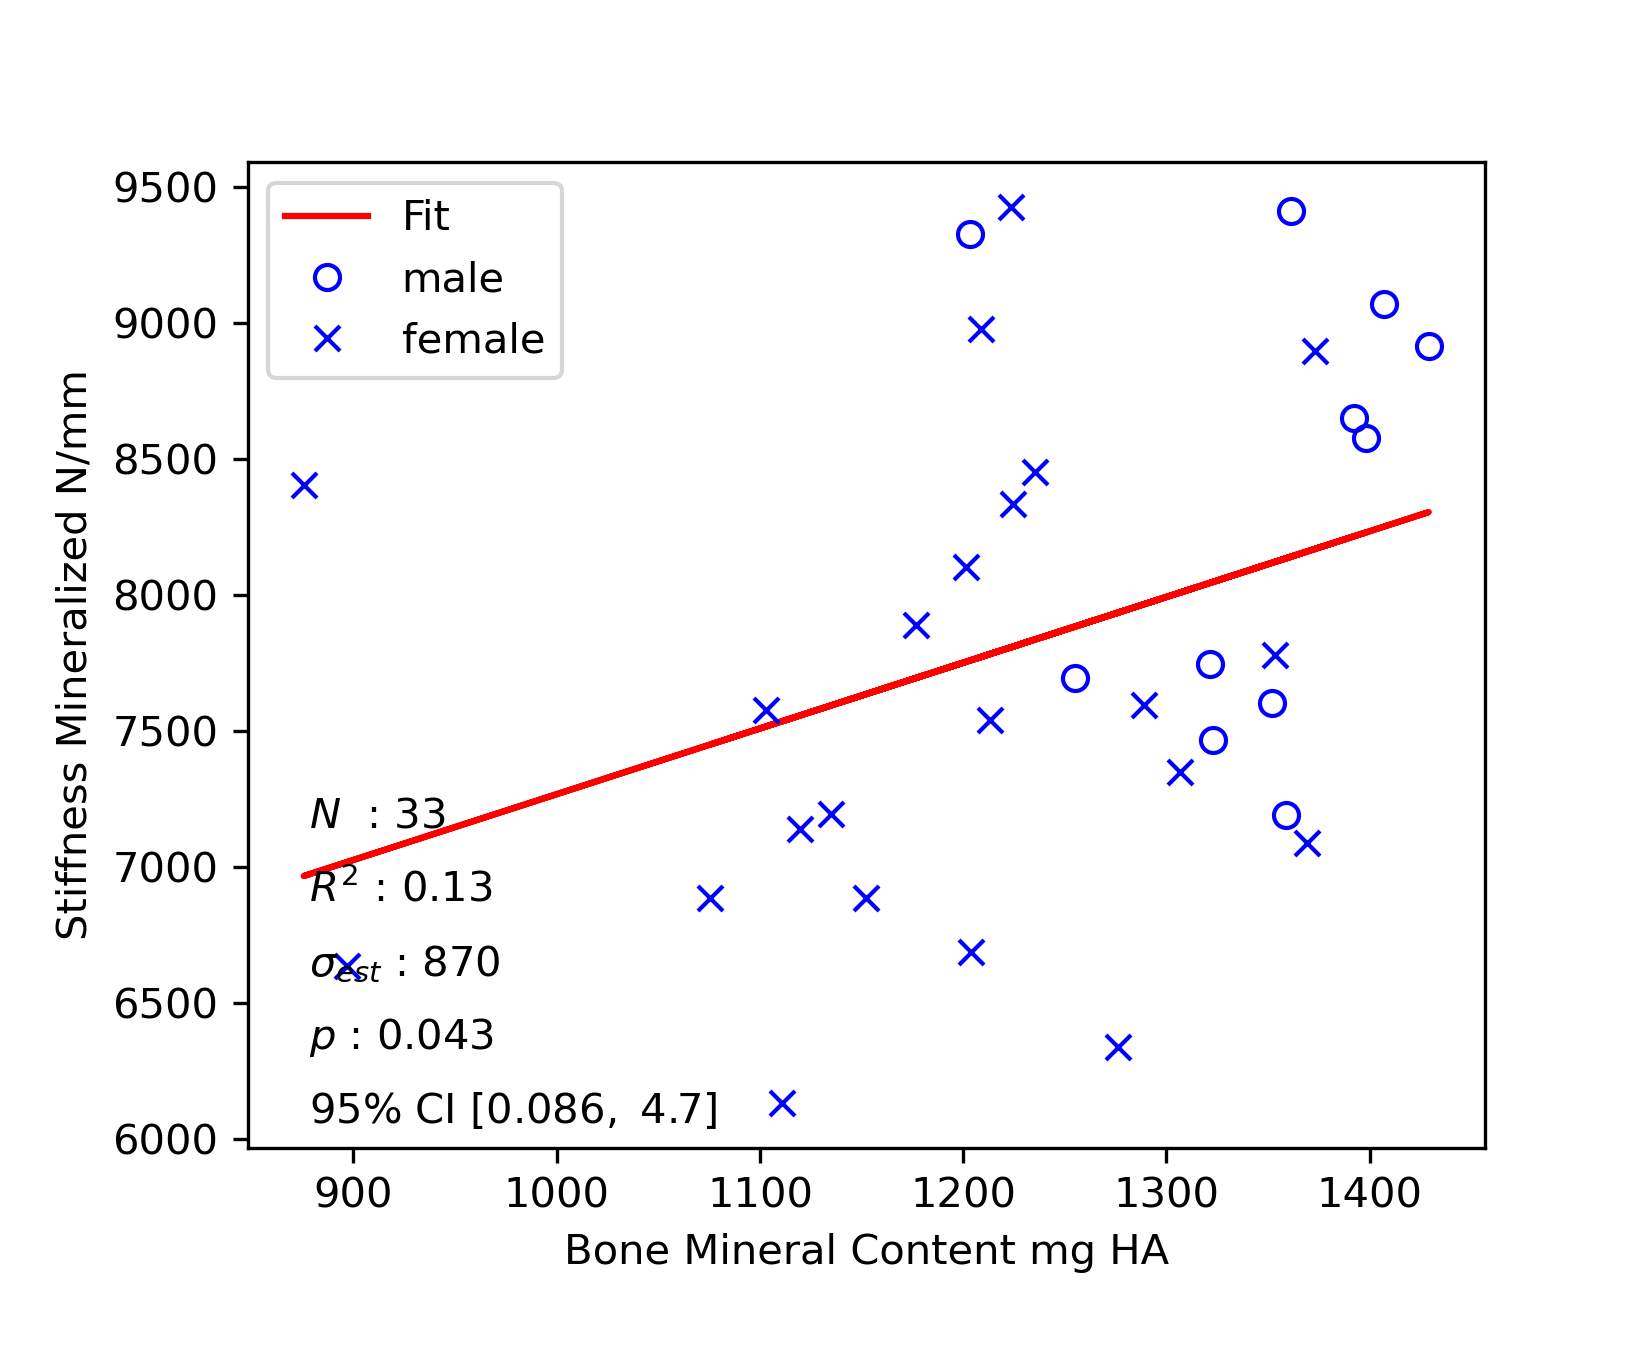 9500
9000
8500
8000
7500
7000
6500
6000
Stiffness Mineralized N/mm
Fit
male
female
N : 33
R² : 0.13
σest : 870
p : 0.043
95% CI [0.086, 4.7]
900 1000 1100 1200 1300 1400
Bone Mineral Content mg HA